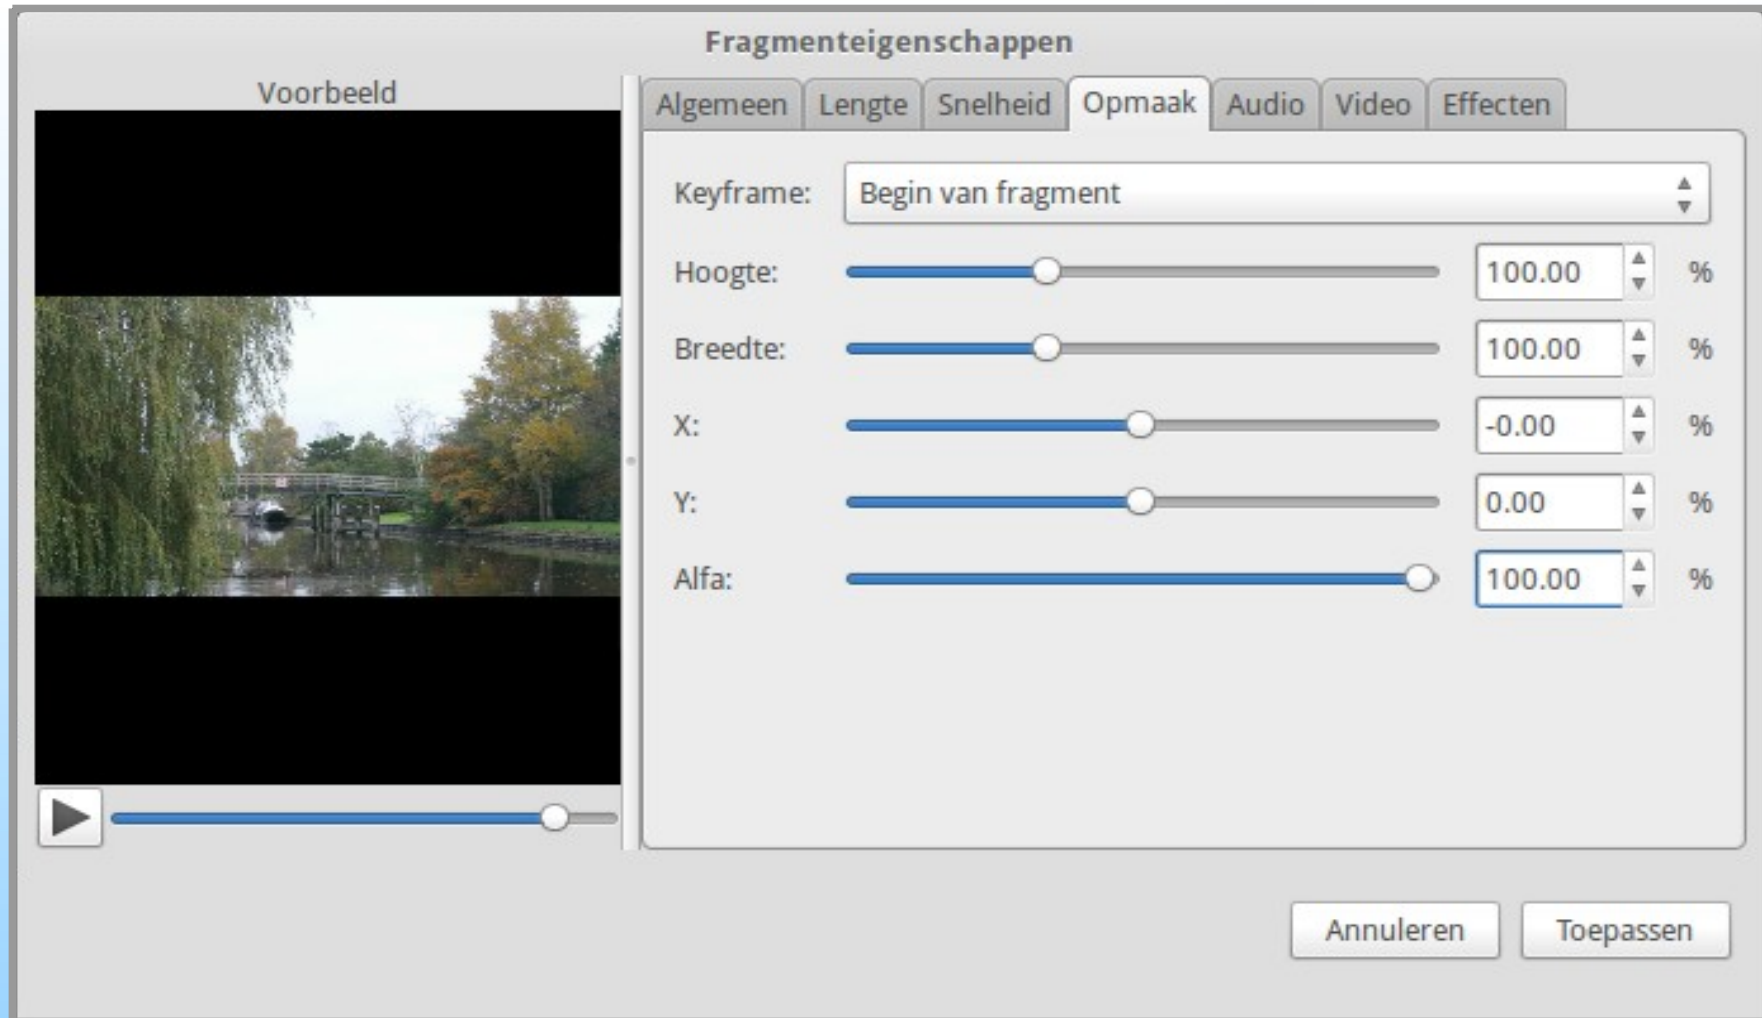 Fragmenteigenschappen
Voorbeeld
Algemeen Lengte Snelheid Opmaak Audio Video Effecten
Keyframe: Begin van fragment
Hoogte: 100.00 %
Breedte: 100.00 %
X: -0.00 %
Y: 0.00 %
Alfa: 100.00 %
Annuleren Toepassen